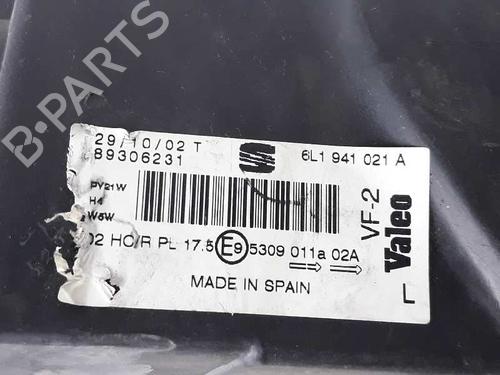 29/10/02 T
89306231
6L1 941 021 A
PY21W
H4
W5W
02 HC/R PL 17.5 E9 5309 011a 02A
MADE IN SPAIN
VF-2
Valeo
L
B-PARTS